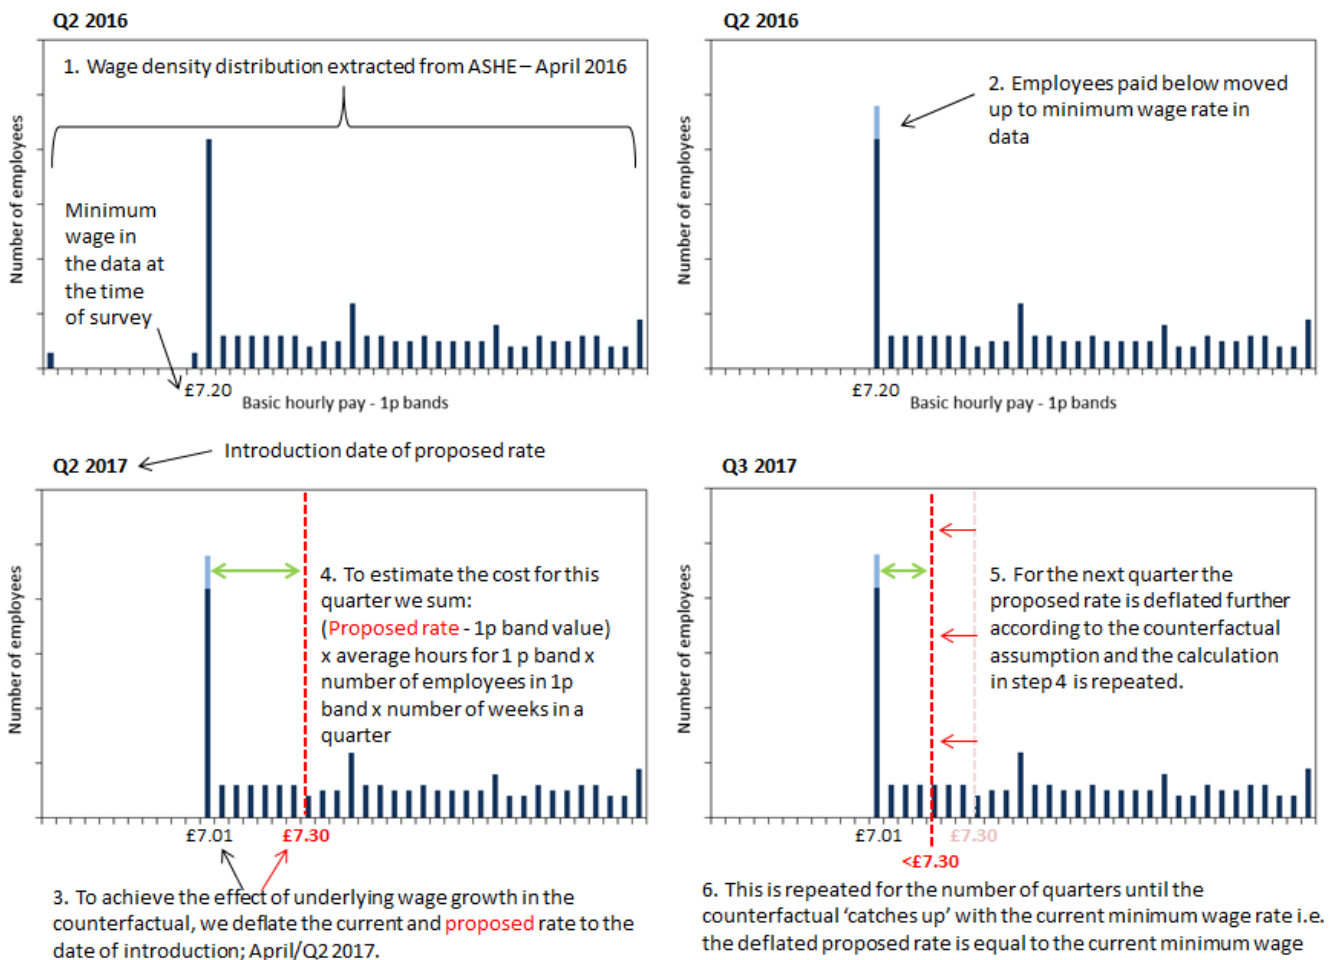 Q2 2016
1. Wage density distribution extracted from ASHE – April 2016
Number of employees
Minimum
wage in
the data at
the time
of survey
£7.20
Basic hourly pay - 1p bands
Q2 2016
2. Employees paid below moved
up to minimum wage rate in
data
Number of employees
£7.20
Basic hourly pay - 1p bands
Introduction date of proposed rate
Q2 2017
Number of employees
4. To estimate the cost for this
quarter we sum:
(Proposed rate - 1p band value)
x average hours for 1 p band x
number of employees in 1p
band x number of weeks in a
quarter
£7.01
£7.30
3. To achieve the effect of underlying wage growth in the
counterfactual, we deflate the current and proposed rate to the
date of introduction; April/Q2 2017.
Q3 2017
Number of employees
5. For the next quarter the
proposed rate is deflated further
according to the counterfactual
assumption and the calculation
in step 4 is repeated.
£7.01
£7.30
<£7.30
6. This is repeated for the number of quarters until the
counterfactual ‘catches up’ with the current minimum wage rate i.e.
the deflated proposed rate is equal to the current minimum wage